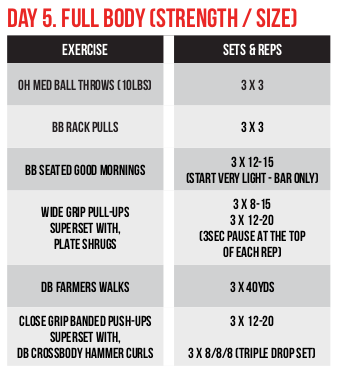 DAY 5. FULL BODY (STRENGTH / SIZE)
EXERCISE
SETS & REPS
OH MED BALL THROWS (10LBS)
3 X 3
BB RACK PULLS
3 X 3
BB SEATED GOOD MORNINGS
3 X 12-15
(START VERY LIGHT - BAR ONLY)
WIDE GRIP PULL-UPS
SUPERSET WITH,
PLATE SHRUGS
3 X 8-15
3 X 12-20
(3SEC PAUSE AT THE TOP
OF EACH REP)
DB FARMERS WALKS
3 X 40YDS
CLOSE GRIP BANDED PUSH-UPS
SUPERSET WITH,
DB CROSSBODY HAMMER CURLS
3 X 12-20
3 X 8/8/8 (TRIPLE DROP SET)